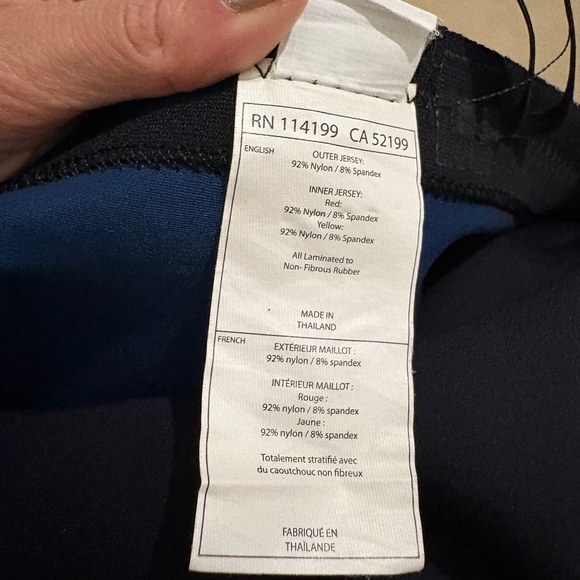 RN 114199 CA 52199
ENGLISH
OUTER JERSEY:
92% Nylon / 8% Spandex
INNER JERSEY:
Red:
92% Nylon / 8% Spandex
Yellow:
92% Nylon / 8% Spandex
All Laminated to
Non- Fibrous Rubber
MADE IN
THAILAND
FRENCH
EXTÉRIEUR MAILLOT :
92% nylon / 8% spandex
INTÉRIEUR MAILLOT :
Rouge :
92% nylon / 8% spandex
Jaune :
92% nylon / 8% spandex
Totalement stratifié avec
du caoutchouc non fibreux
FABRIQUÉ EN
THAÏLANDE